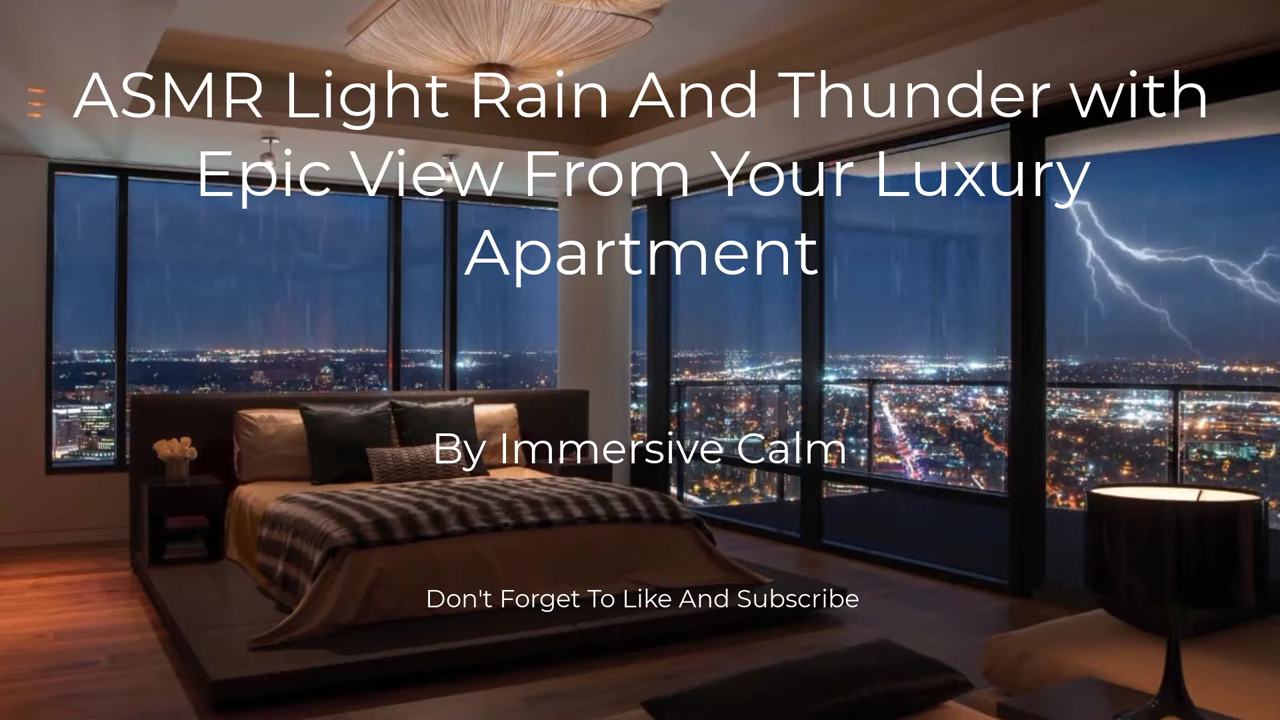 ASMR Light Rain And Thunder with
Epic View From Your Luxury
Apartment
By Immersive Calm
Don't Forget To Like And Subscribe